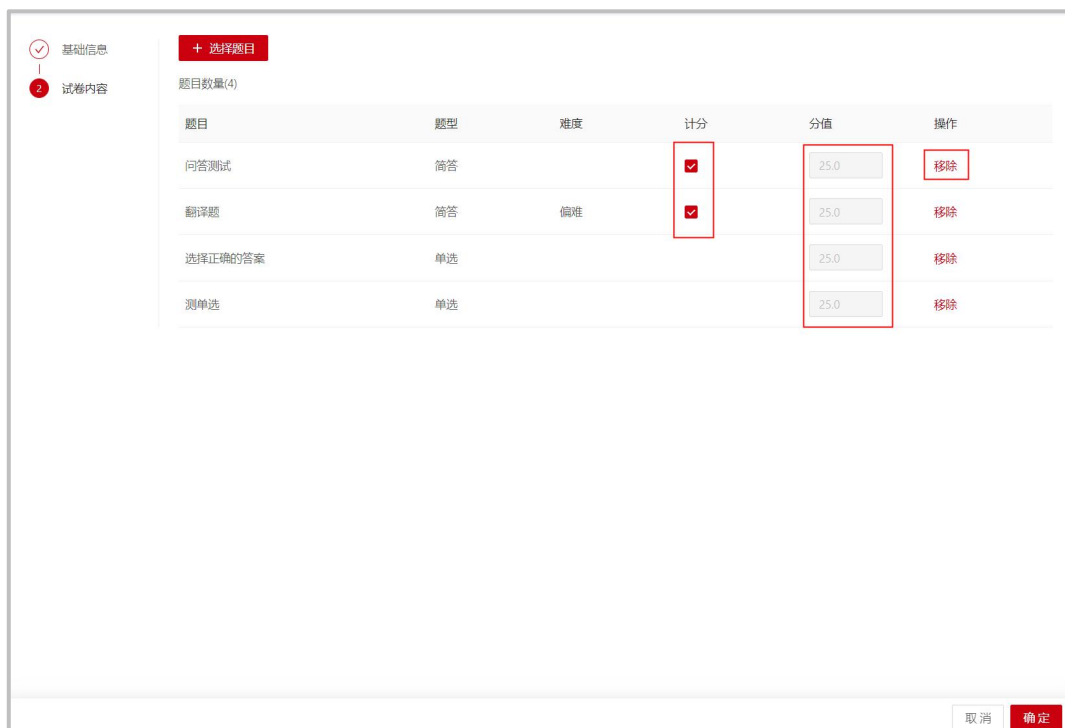 基础信息
2 试卷内容
+ 选择题目
题目数量(4)
题目 题型 难度 计分 分值 操作
问答测试 简答 25.0 移除
翻译题 简答 偏难 25.0 移除
选择正确的答案 单选 25.0 移除
测单选 单选 25.0 移除
取消 确定